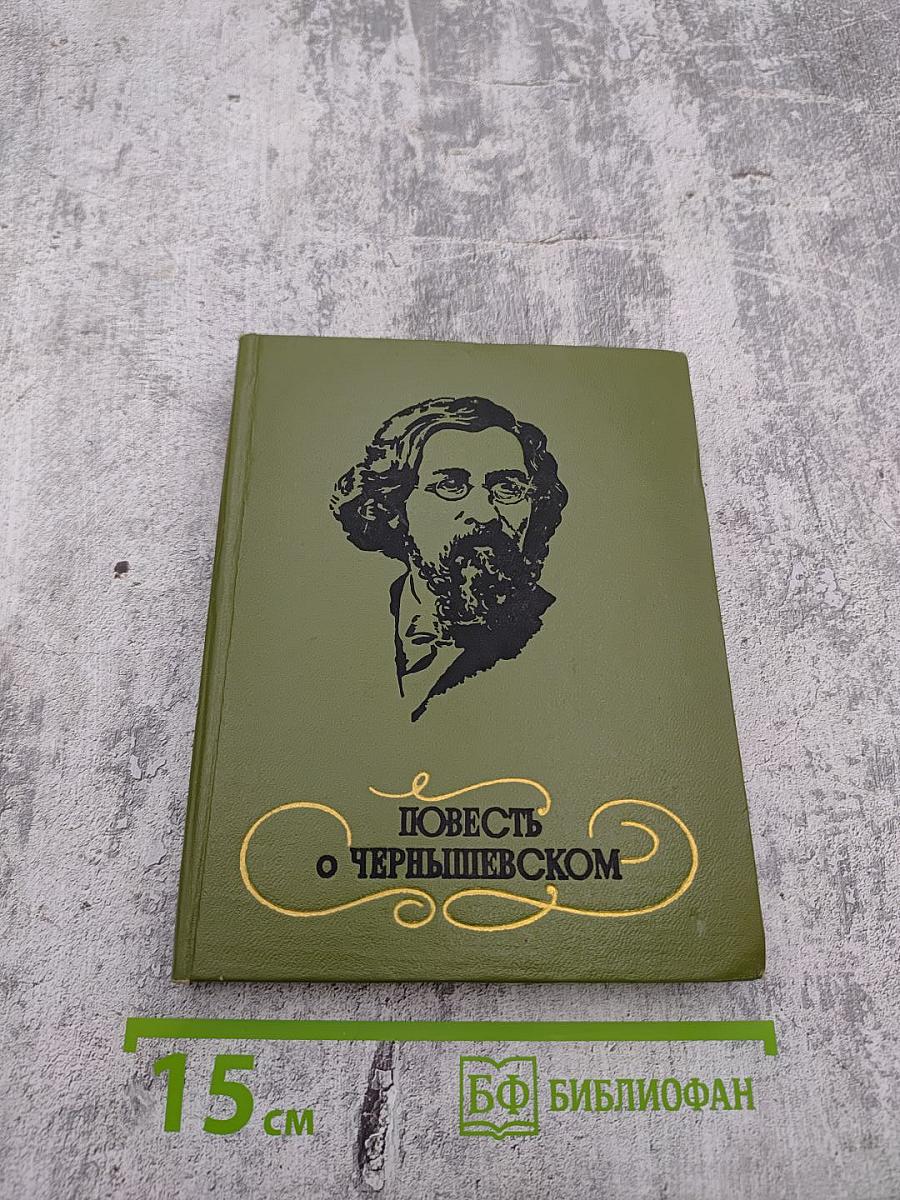 ПОВЕСТЬ
о ЧЕРНЫШЕВСКОМ
15 см
БФ БИБЛИОФАН